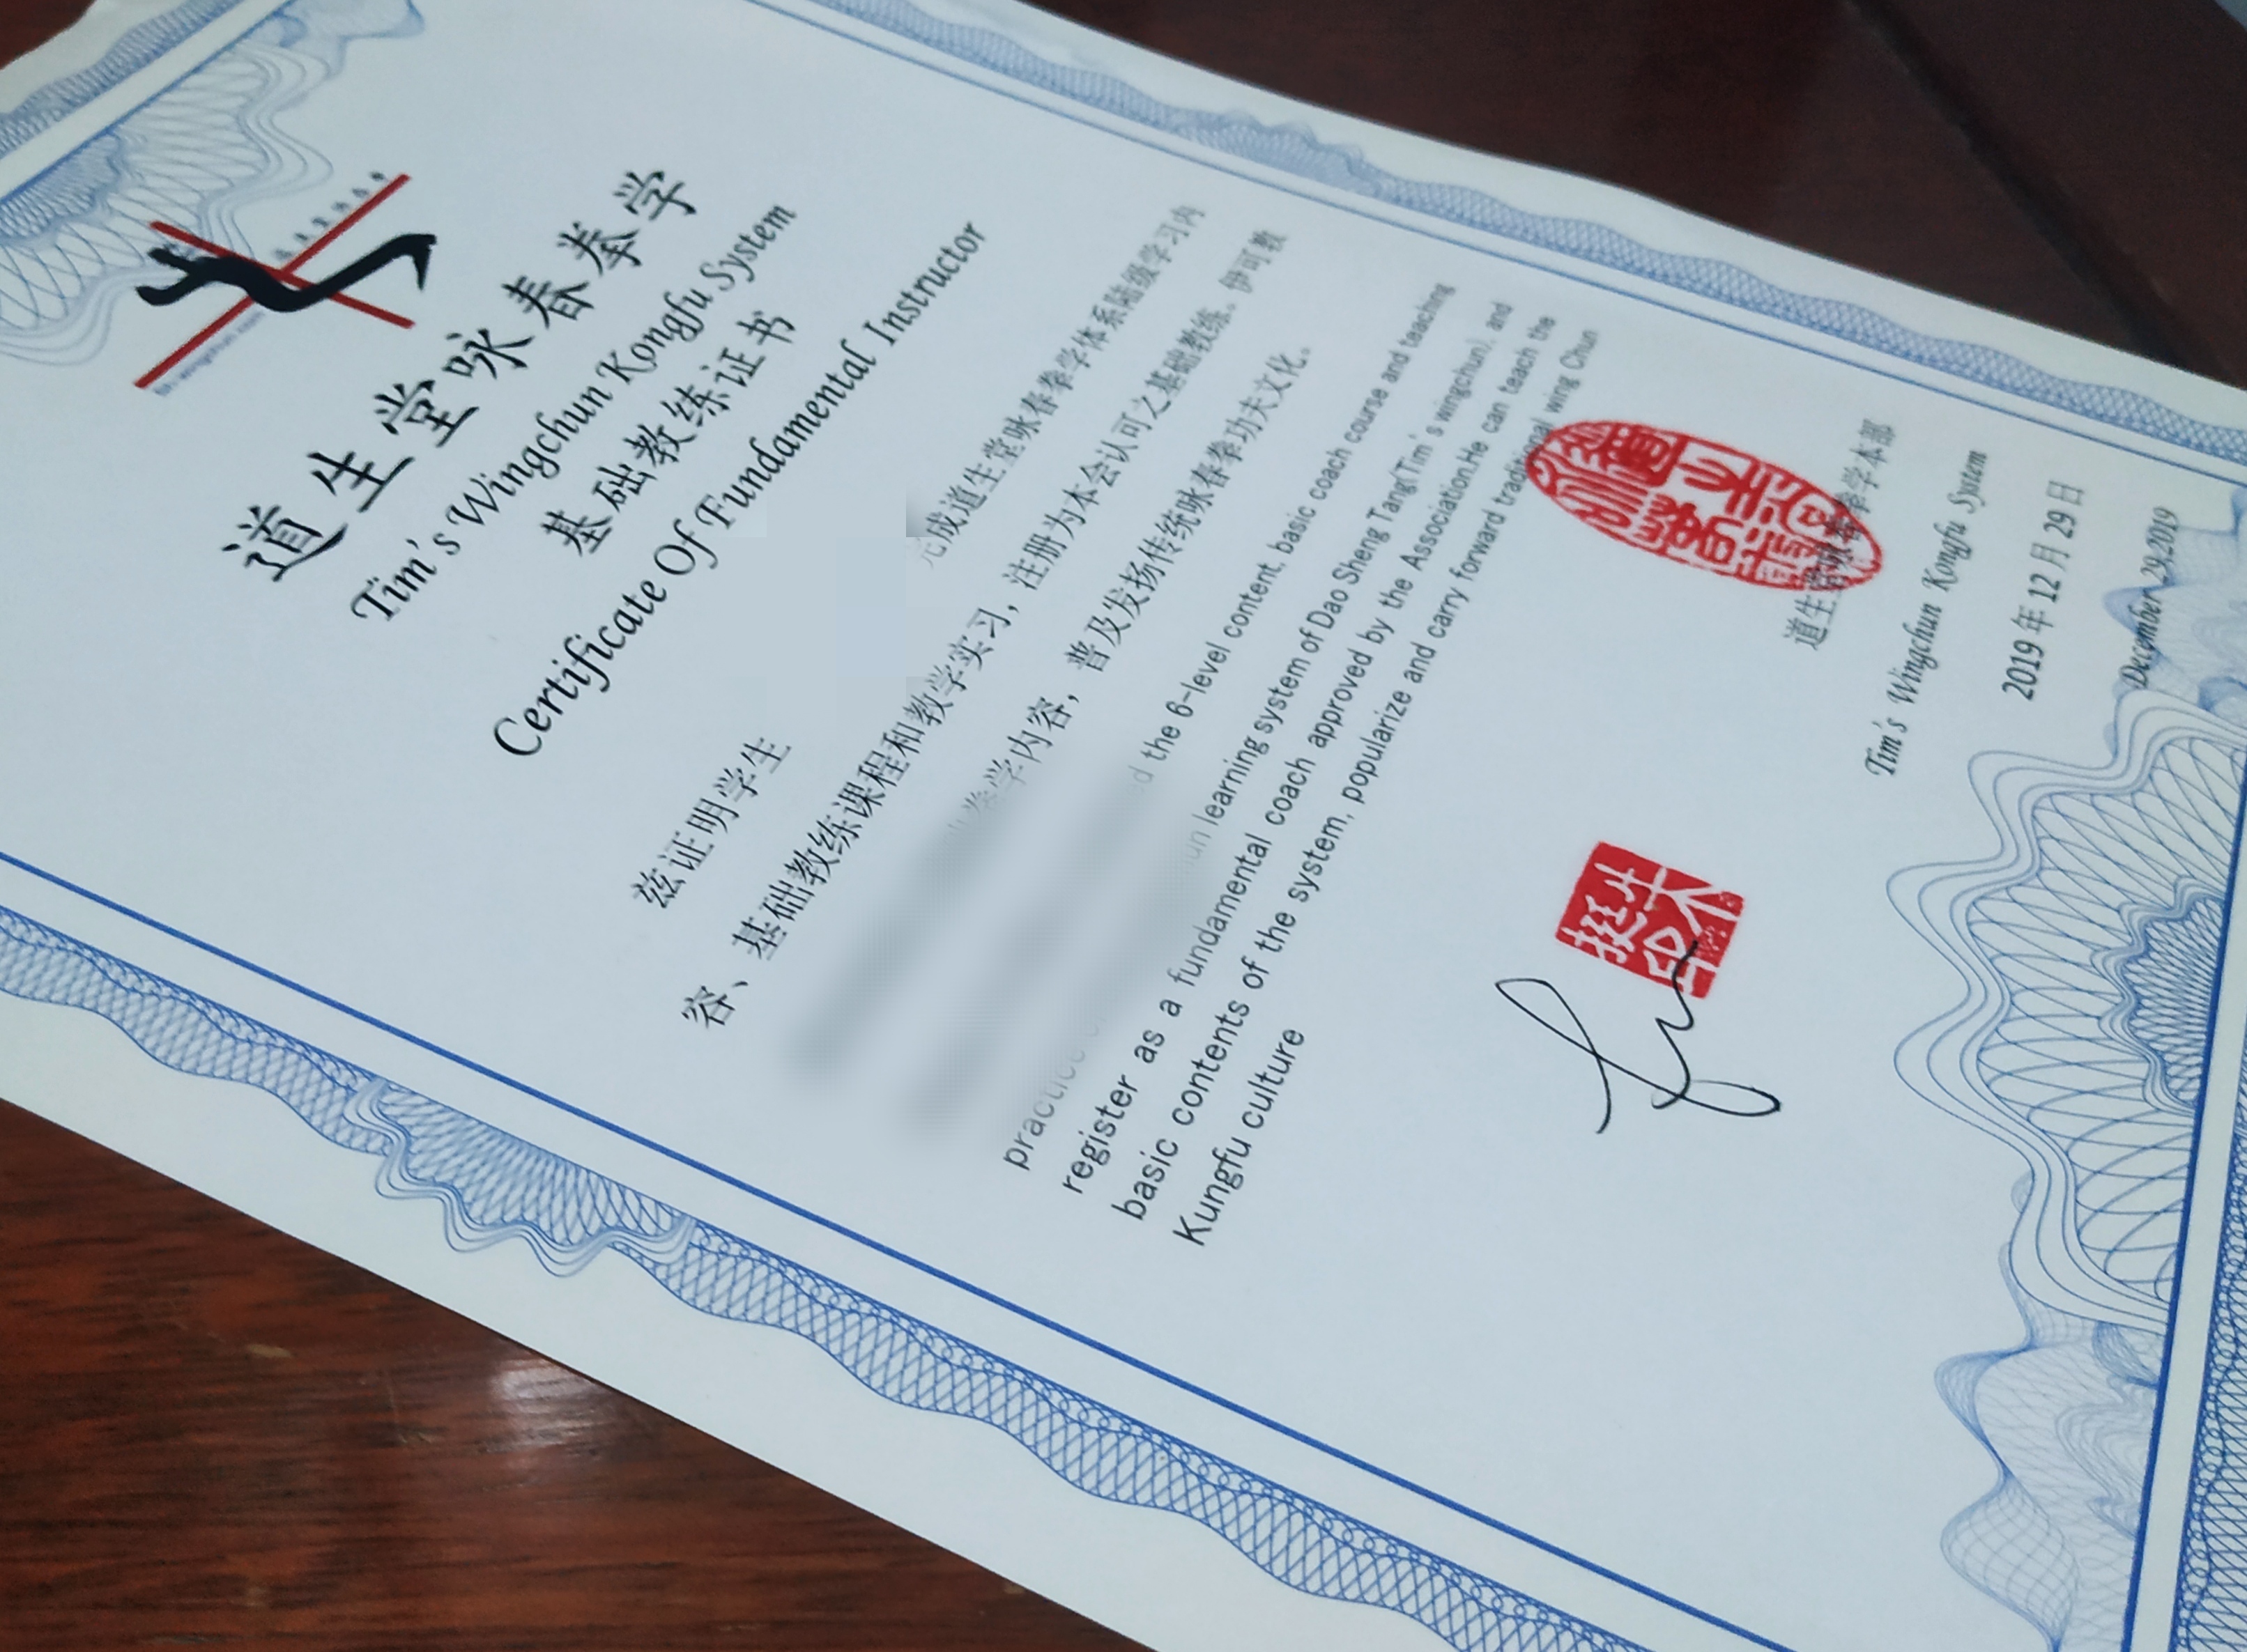 道生堂咏春拳学
Tim's Wingchun Kongfu System
基础教练证书
Certificate Of Fundamental Instructor
兹证明学生 完成道生堂咏春拳学体系陆级学习内
容、基础教练课程和教学实习，注册为本会认可之基础教练。伊可教
拳学内容，普及发扬传统咏春拳功夫文化。
the 6-level content, basic coach course and teaching
practice learning system of Dao Sheng Tang(Tim's wingchun), and
register as a fundamental coach approved by the Association.He can teach the
basic contents of the system, popularize and carry forward traditional wing Chun
Kungfu culture
道生堂咏春拳学本部
Tim's Wingchun Kongfu System
2019年12月29日
December 29,2019